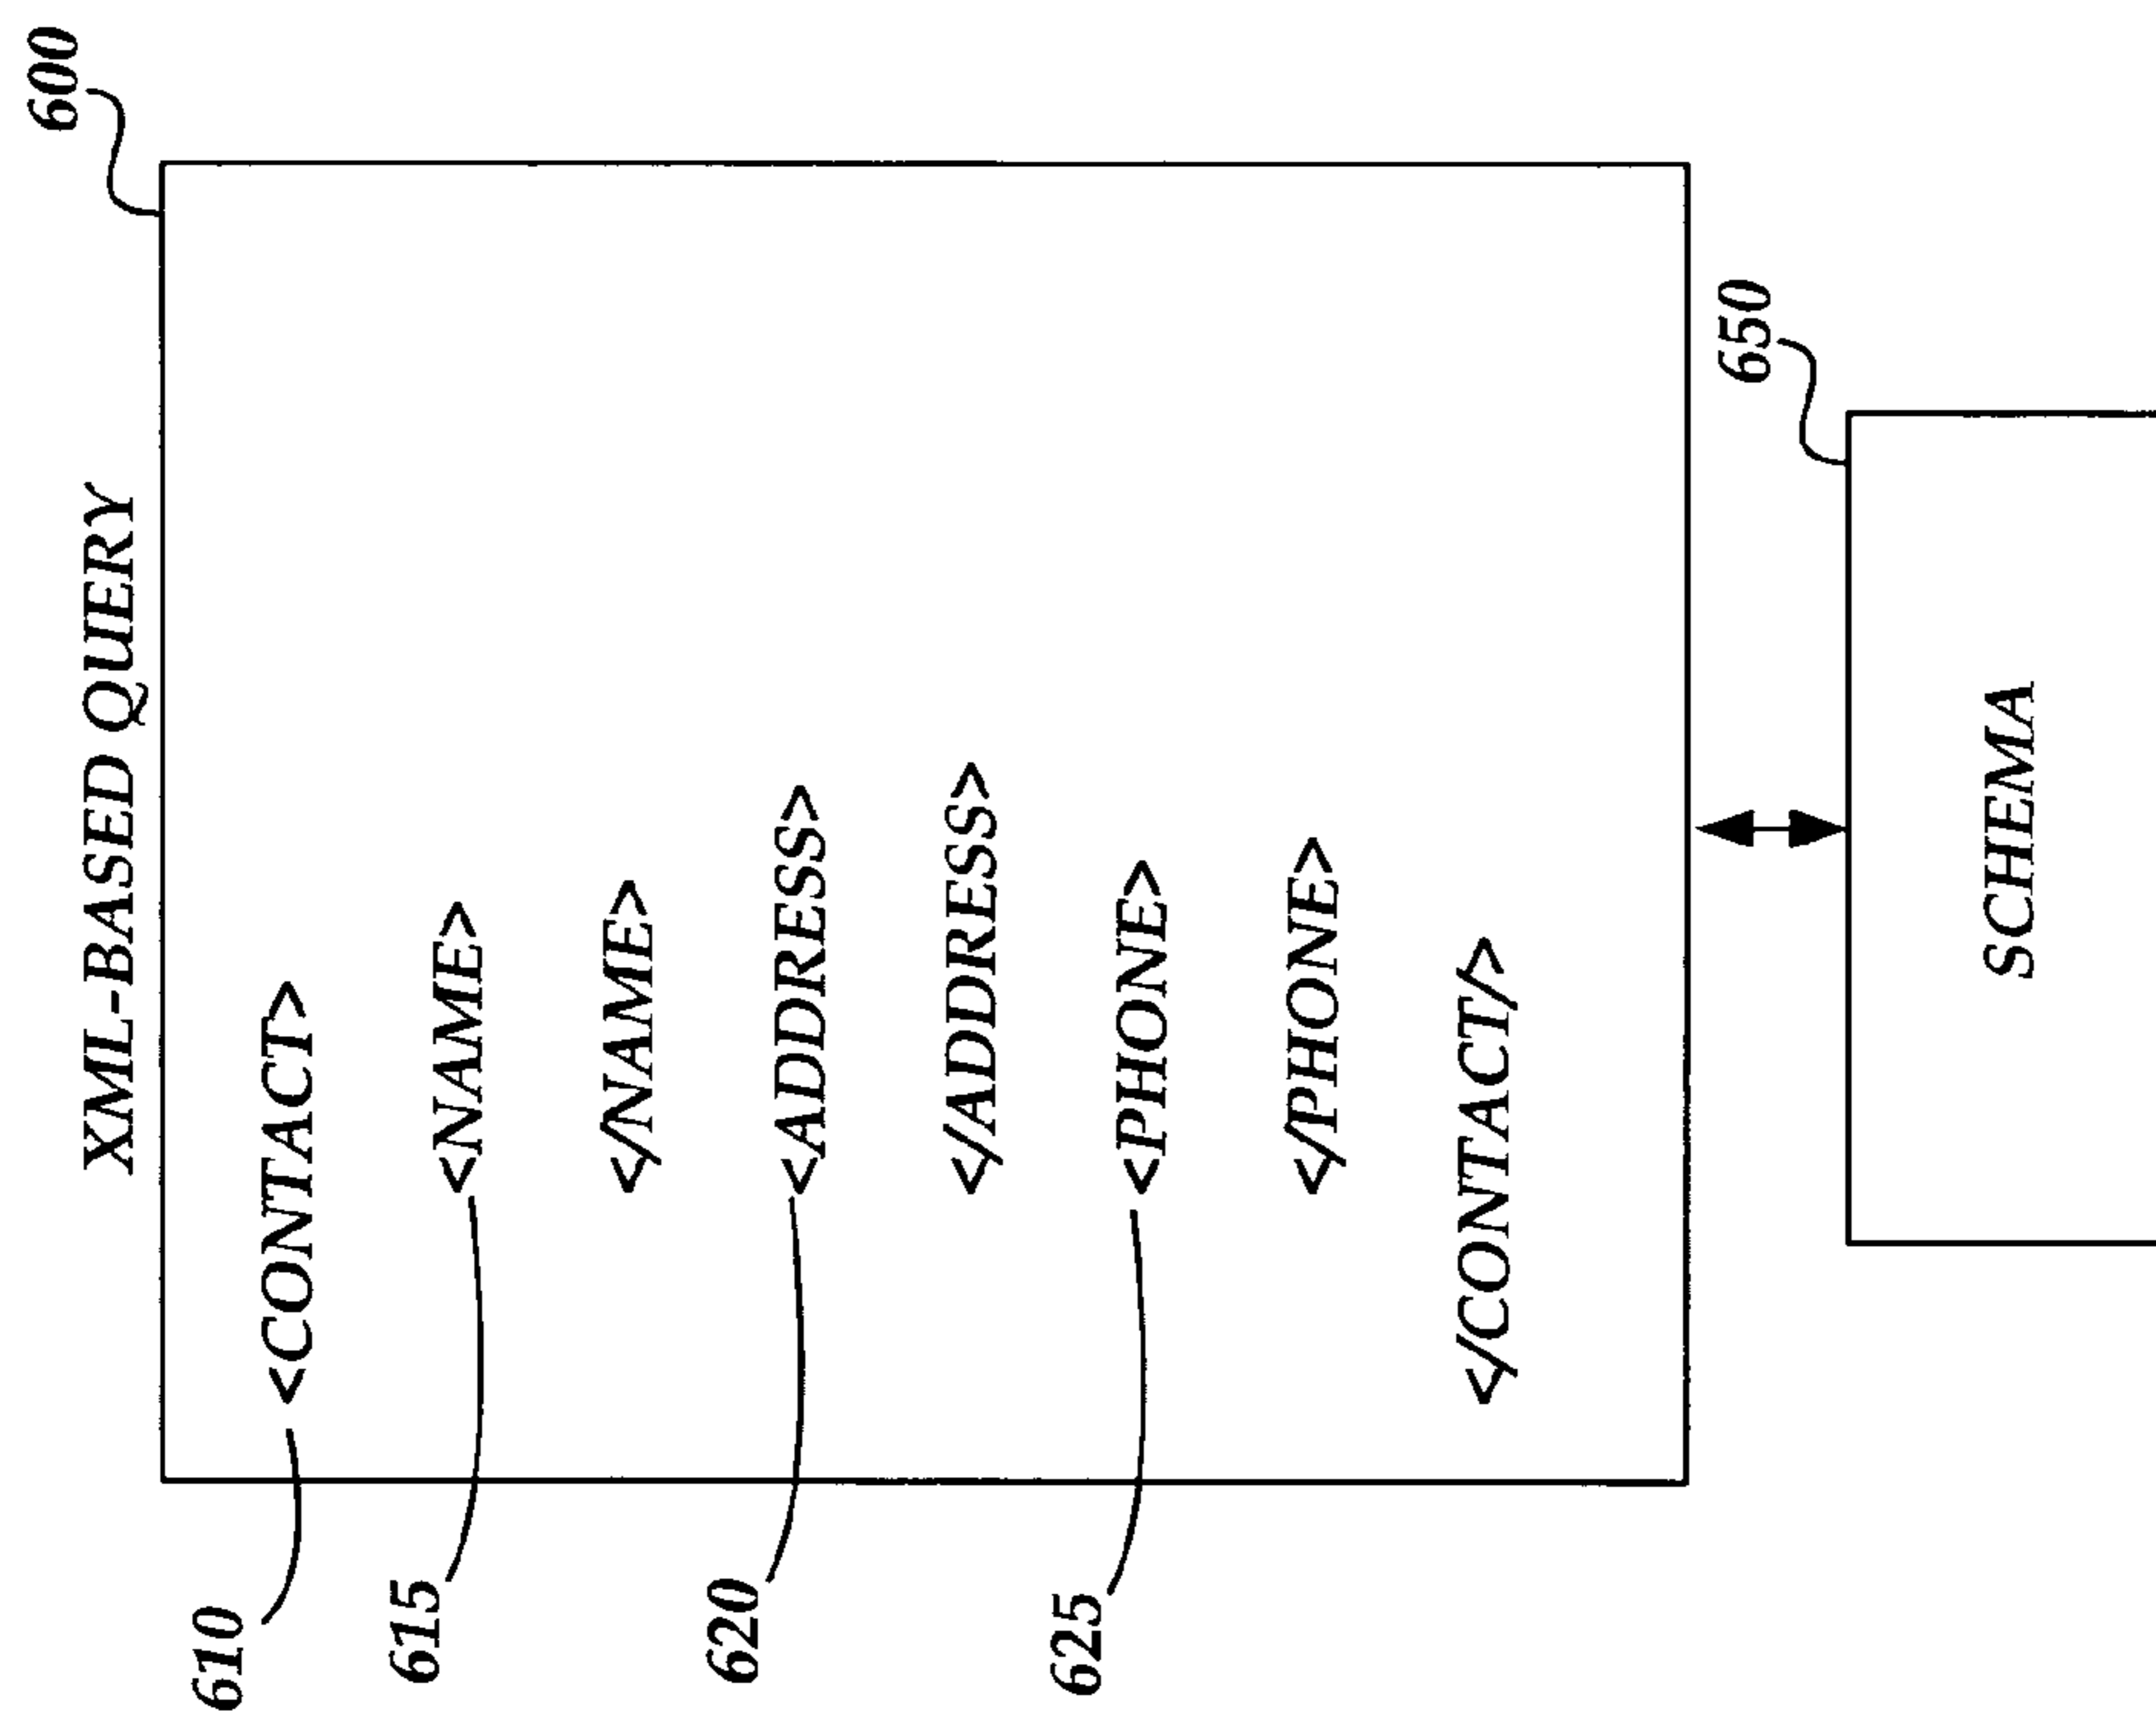 600
XML-BASED QUERY
610
<CONTACT>
615
<NAME>
</NAME>
620
<ADDRESS>
</ADDRESS>
625
<PHONE>
</PHONE>
</CONTACT/>
650
SCHEMA